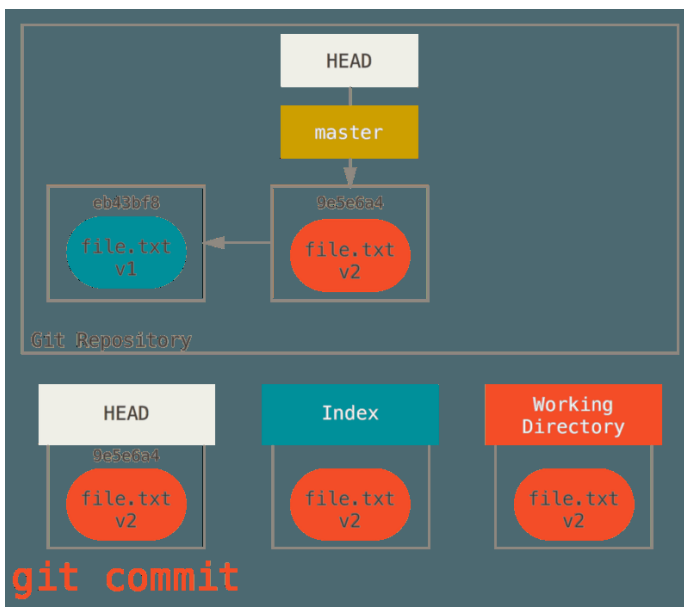 HEAD
master
eb43bf8
9e5e6a4
file.txt
v1
file.txt
v2
Git Repository
HEAD
Index
Working
Directory
9e5e6a4
file.txt
v2
file.txt
v2
file.txt
v2
git commit